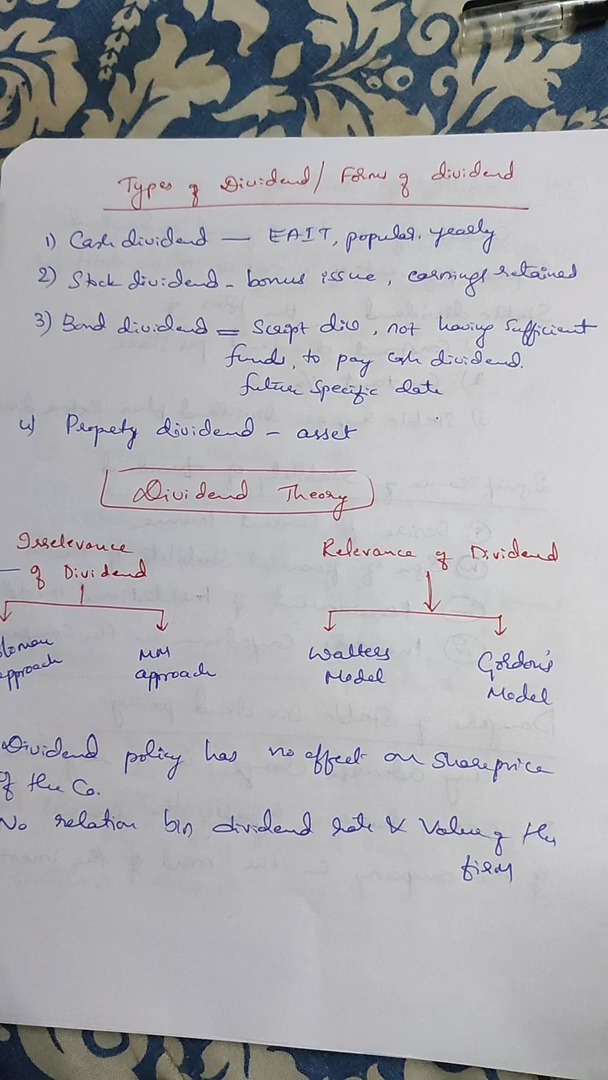 Types of Dividend / Forms of dividend
1) Cash dividend — EAIT, popular, yearly
2) Stock dividend - bonus issue, earnings retained
3) Bond dividend = Script divi, not having sufficient
funds, to pay cash dividend.
future specific date
4) Property dividend - asset
Dividend Theory
Irrelevance Relevance of Dividend
of Dividend
MM Walters Gordon's
approach approach Model Model
Dividend policy has no effect on share price
of the Co.
No relation b/n dividend rate & Value of the
firm